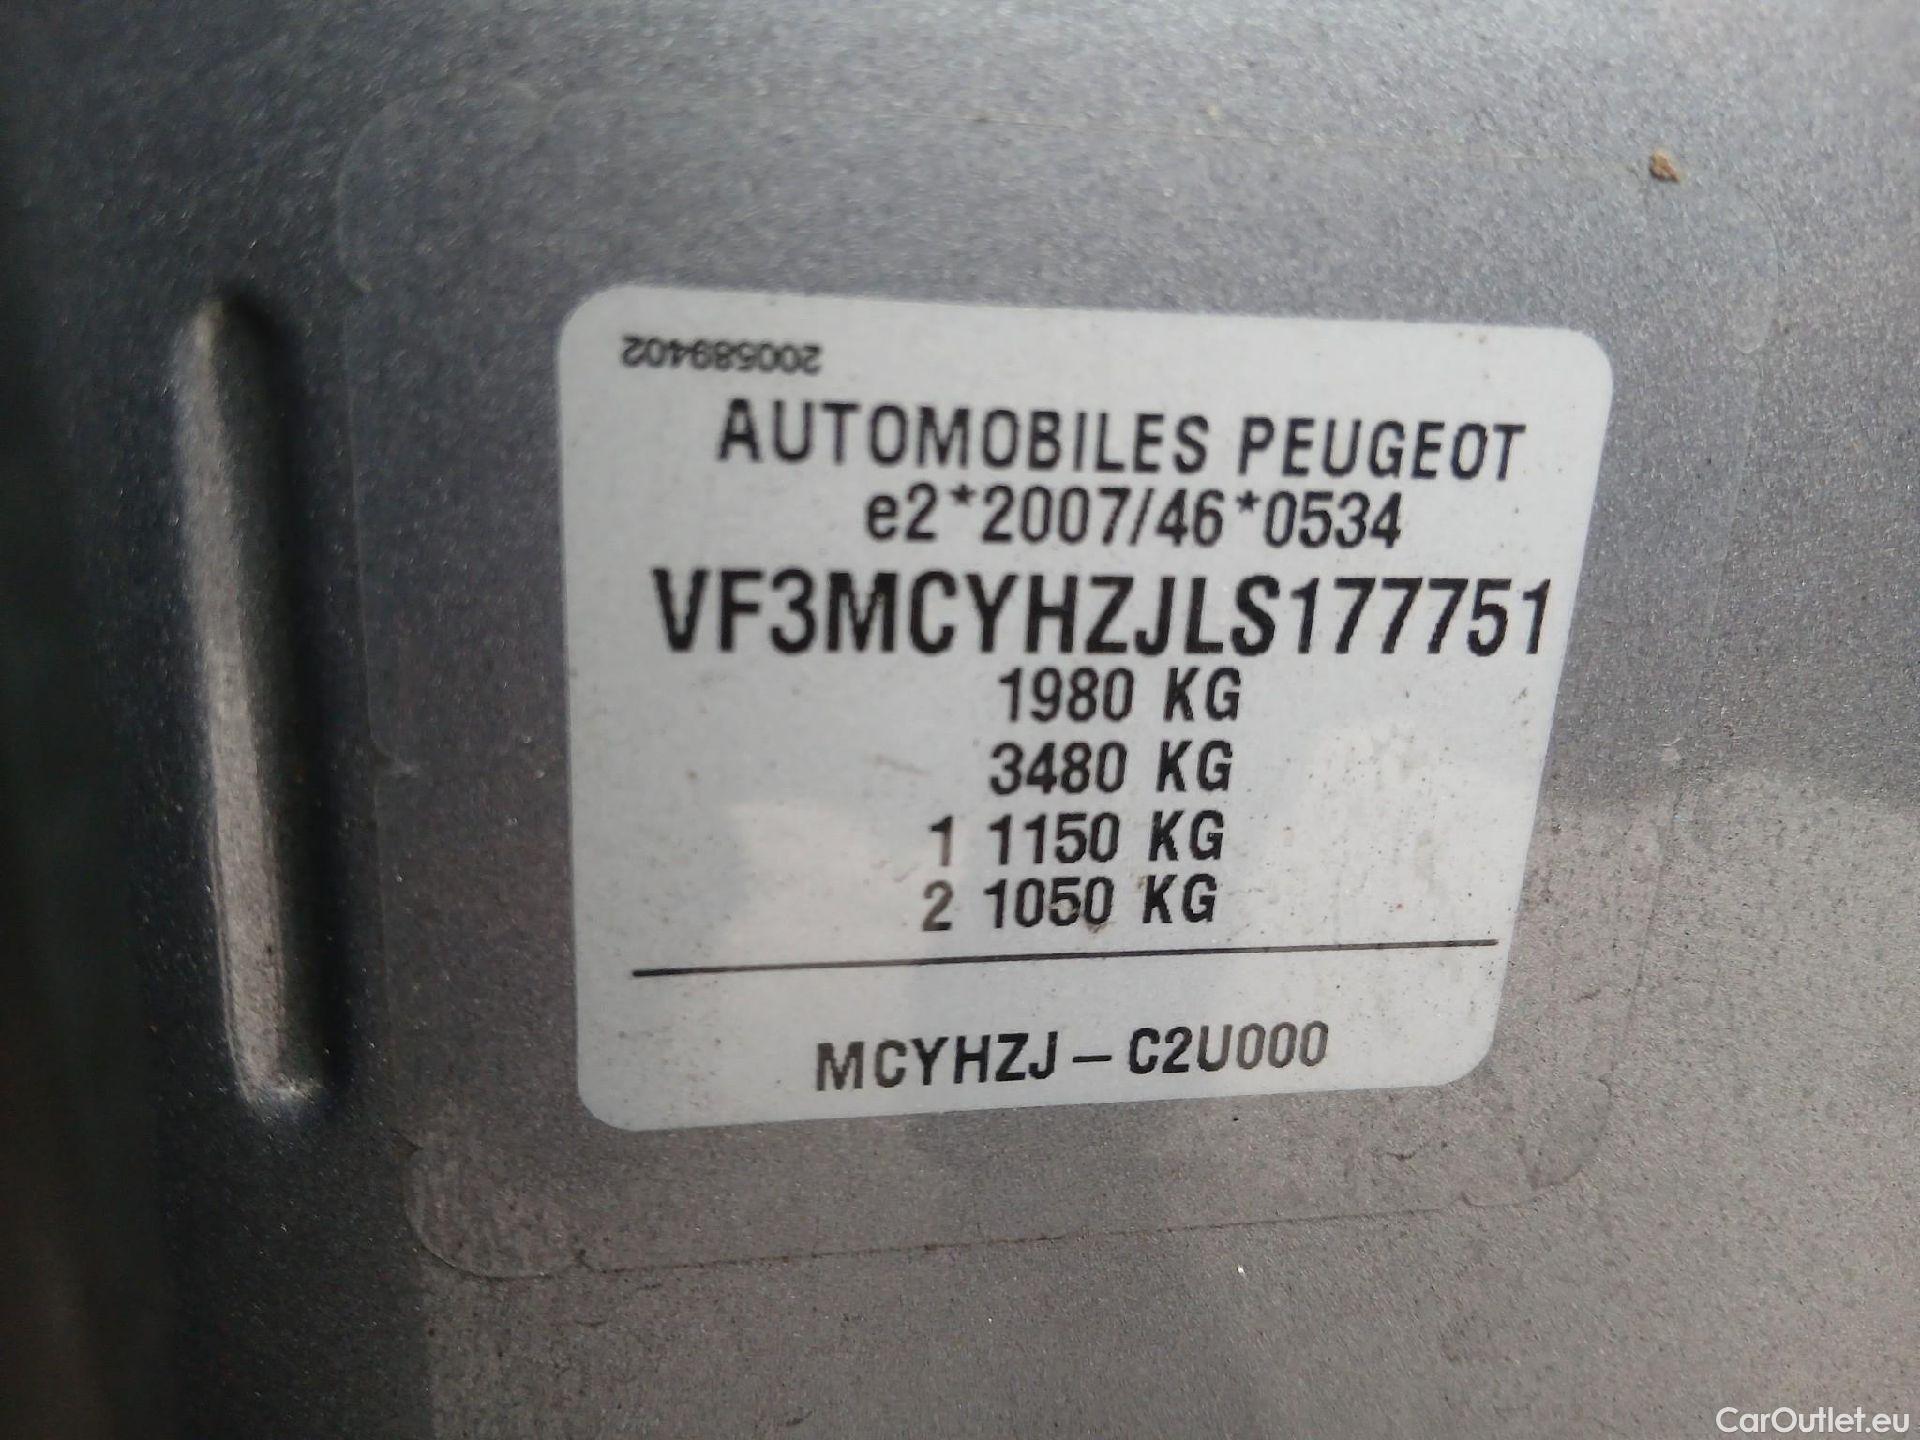 200589402
AUTOMOBILES PEUGEOT
e2*2007/46*0534
VF3MCYHZJLS177751
1980 KG
3480 KG
1 1150 KG
2 1050 KG
MCYHZJ – C2U000
CarOutlet.eu